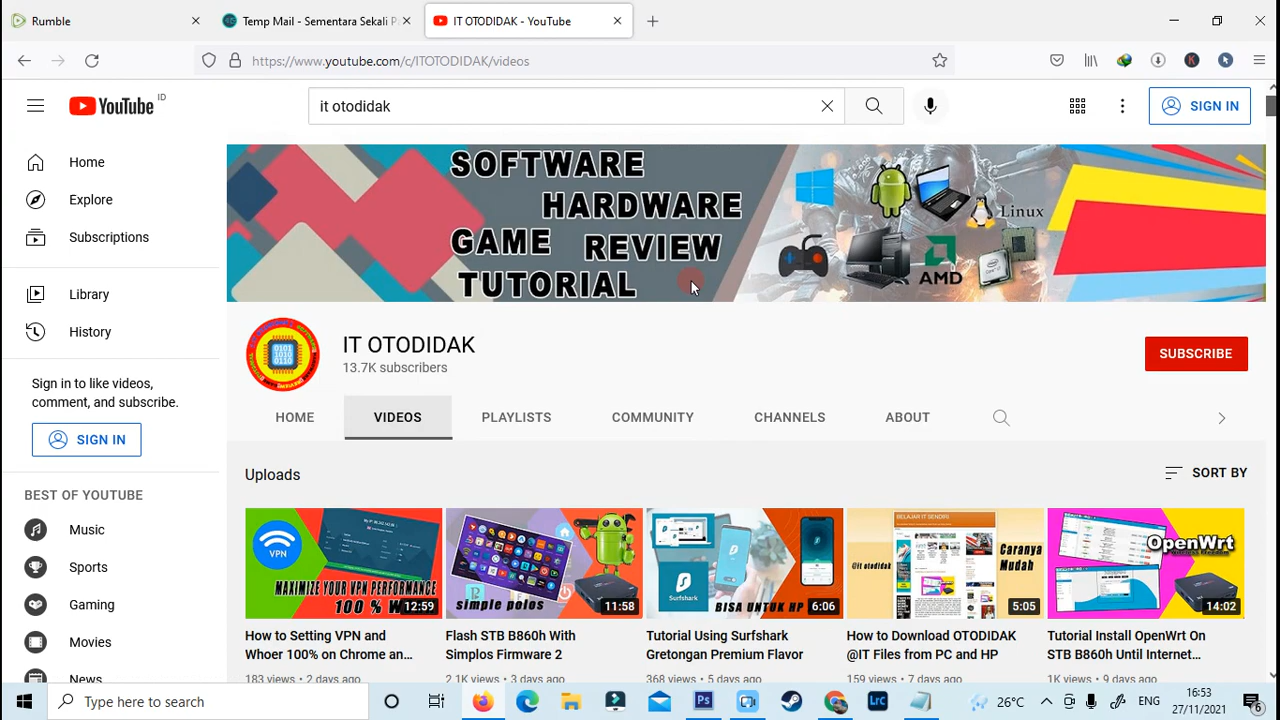 Rumble
Temp Mail - Sementara Sekali P
IT OTODIDAK - YouTube
https://www.youtube.com/c/ITOTODIDAK/videos
YouTube ID
it otodidak
SIGN IN
Home
Explore
Subscriptions
Library
History
Sign in to like videos,
comment, and subscribe.
SIGN IN
BEST OF YOUTUBE
Music
Sports
Gaming
Movies
News
SOFTWARE
HARDWARE
GAME REVIEW
TUTORIAL
Linux
AMD
IT OTODIDAK
13.7K subscribers
SUBSCRIBE
HOME
VIDEOS
PLAYLISTS
COMMUNITY
CHANNELS
ABOUT
Uploads
SORT BY
VPN
MAXIMIZE YOUR VPN PERFORMANCE
100 % W
12:59
simple polos
11:58
Surfshark
BISA UNTUK HP
6:06
BELAJAR IT SENDIRI
@it otodidak
Caranya
Mudah
5:05
OpenWrt
14:02
How to Setting VPN and
Whoer 100% on Chrome an...
183 views • 2 days ago
Flash STB B860h With
Simplos Firmware 2
2.1K views • 3 days ago
Tutorial Using Surfshark
Gretongan Premium Flavor
368 views • 5 days ago
How to Download OTODIDAK
@IT Files from PC and HP
159 views • 7 days ago
Tutorial Install OpenWrt On
STB B860h Until Internet...
1K views • 9 days ago
Type here to search
Ps
Lrc
26°C
ENG
16:53
27/11/2021
6